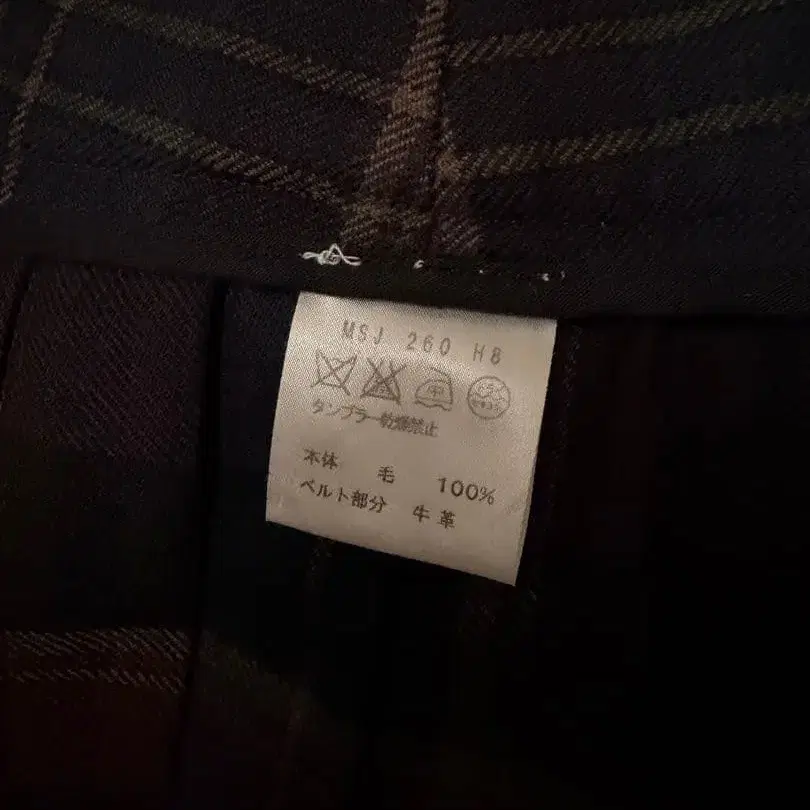 MSJ 260 H8
中
タンブラー乾燥禁止
本体 毛 100%
ベルト部分 牛革